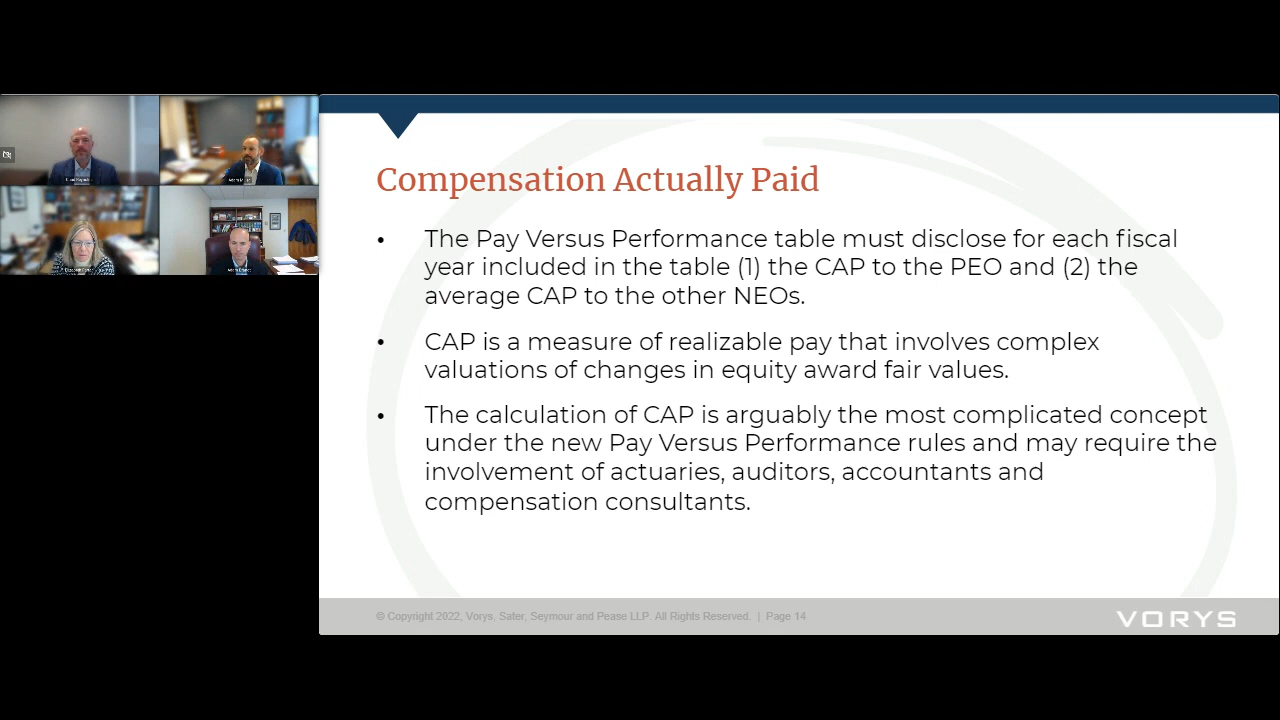 Compensation Actually Paid
• The Pay Versus Performance table must disclose for each fiscal
year included in the table (1) the CAP to the PEO and (2) the
average CAP to the other NEOs.
• CAP is a measure of realizable pay that involves complex
valuations of changes in equity award fair values.
• The calculation of CAP is arguably the most complicated concept
under the new Pay Versus Performance rules and may require the
involvement of actuaries, auditors, accountants and
compensation consultants.
© Copyright 2022, Vorys, Sater, Seymour and Pease LLP. All Rights Reserved. | Page 14
VORYS